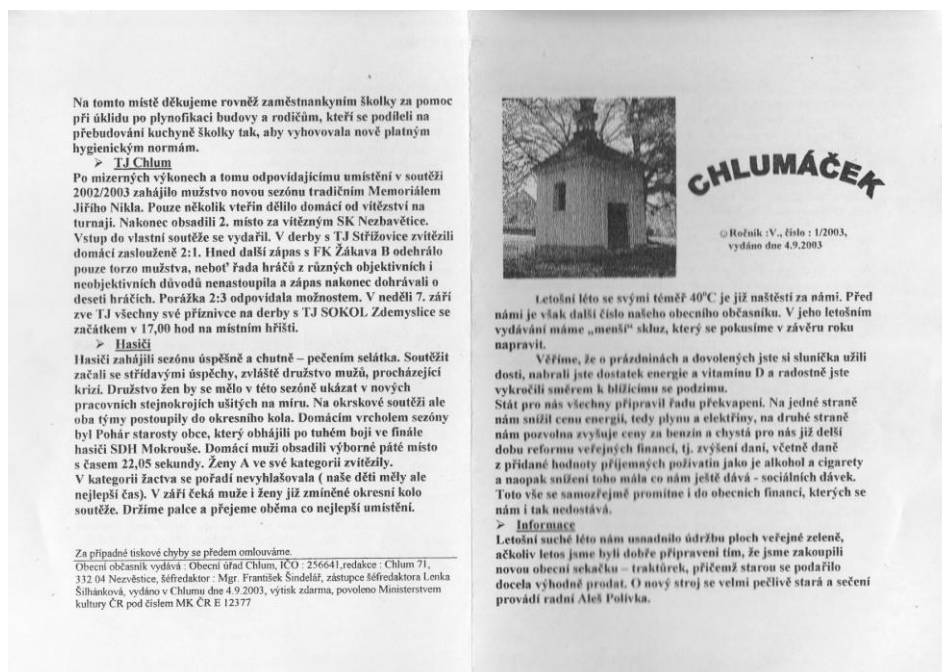 Na tomto místě děkujeme rovněž zaměstnankyním školky za pomoc
při úklidu po plynofikaci budovy a rodičům, kteří se podíleli na
přebudování kuchyně školky tak, aby vyhovovala nově platným
hygienickým normám.
➢ TJ Chlum
Po mizerných výkonech a tomu odpovídajícímu umístění v soutěži
2002/2003 zahájilo mužstvo novou sezónu tradičním Memoriálem
Jiřího Nikla. Pouze několik vteřin dělilo domácí od vítězství na
turnaji. Nakonec obsadili 2. místo za vítězným SK Nezbavětice.
Vstup do vlastní soutěže se vydařil. V derby s TJ Střížovice zvítězili
domácí zaslouženě 2:1. Hned další zápas s FK Žákava B odehrálo
pouze torzo mužstva, neboť řada hráčů z různých objektivních i
neobjektivních důvodů nenastoupila a zápas nakonec dohrávali o
deseti hráčích. Porážka 2:3 odpovídala možnostem. V neděli 7. září
zve TJ všechny své příznivce na derby s TJ SOKOL Zdemyslice se
začátkem v 17,00 hod na místním hřišti.
➢ Hasiči
Hasiči zahájili sezónu úspěšně a chutně – pečením selátka. Soutěžit
začali se střídavými úspěchy, zvláště družstvo mužů, procházející
krizí. Družstvo žen by se mělo v této sezóně ukázat v nových
pracovních stejnokrojích ušitých na míru. Na okrskové soutěži ale
oba týmy postoupily do okresního kola. Domácím vrcholem sezóny
byl Pohár starosty obce, který obhájili po tuhém boji ve finále
hasiči SDH Mokrouše. Domácí muži obsadili výborné páté místo
s časem 22,05 sekundy. Ženy A ve své kategorii zvítězily.
V kategorii žactva se pořadí nevyhlašovala ( naše děti měly ale
nejlepší čas). V září čeká muže i ženy již zmíněné okresní kolo
soutěže. Držíme palce a přejeme oběma co nejlepší umístění.
Za případné tiskové chyby se předem omlouváme.
Obecní občasník vydává : Obecní úřad Chlum, IČO : 256641,redakce : Chlum 71,
332 04 Nezvěstice, šéfredaktor : Mgr. František Šindelář, zástupce šéfredaktora Lenka
Šilhánková, vydáno v Chlumu dne 4.9.2003, výtisk zdarma, povoleno Ministerstvem
kultury ČR pod číslem MK ČR E 12377
CHLUMÁČEK
☺Ročník :V., číslo : 1/2003,
vydáno dne 4.9.2003
Letošní léto se svými téměř 40°C je již naštěstí za námi. Před
námi je však další číslo našeho obecního občasníku. V jeho letošním
vydávání máme „menší“ skluz, který se pokusíme v závěru roku
napravit.
Věříme, že o prázdninách a dovolených jste si sluníčka užili
dosti, nabrali jste dostatek energie a vitamínu D a radostně jste
vykročili směrem k blížícímu se podzimu.
Stát pro nás všechny připravil řadu překvapení. Na jedné straně
nám snížil cenu energií, tedy plynu a elektřiny, na druhé straně
nám pozvolna zvyšuje ceny za benzín a chystá pro nás již delší
dobu reformu veřejných financí, tj. zvýšení daní, včetně daně
z přidané hodnoty příjemných poživatin jako je alkohol a cigarety
a naopak snížení toho mála co nám ještě dává - sociálních dávek.
Toto vše se samozřejmě promítne i do obecních financí, kterých se
nám i tak nedostává.
➢ Informace
Letošní suché léto nám usnadnilo údržbu ploch veřejné zeleně,
ačkoliv letos jsme byli dobře připraveni tím, že jsme zakoupili
novou obecní sekačku – traktůrek, přičemž starou se podařilo
docela výhodně prodat. O nový stroj se velmi pečlivě stará a sečení
provádí radní Aleš Polívka.